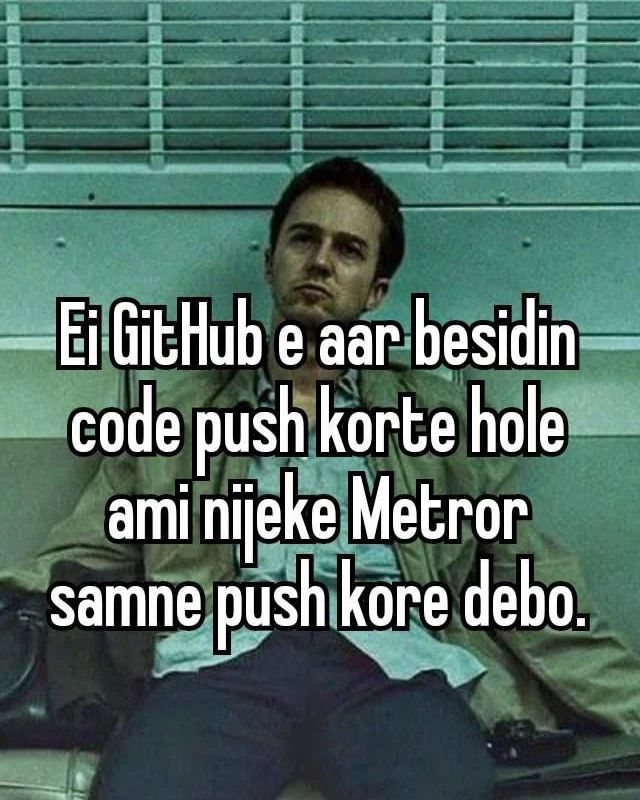 Ei GitHub e aar besidin
code push korte hole
ami nijeke Metror
samne push kore debo.